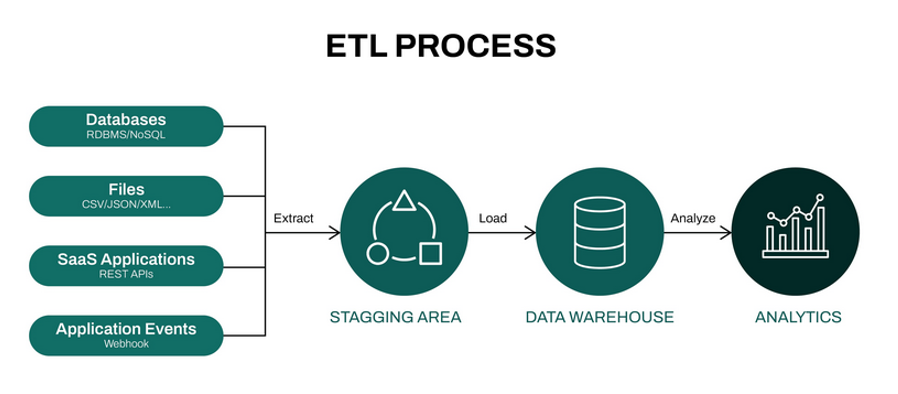 ETL PROCESS
Databases
RDBMS/NoSQL
Files
CSV/JSON/XML...
SaaS Applications
REST APIs
Application Events
Webhook
Extract
Load
Analyze
STAGGING AREA
DATA WAREHOUSE
ANALYTICS